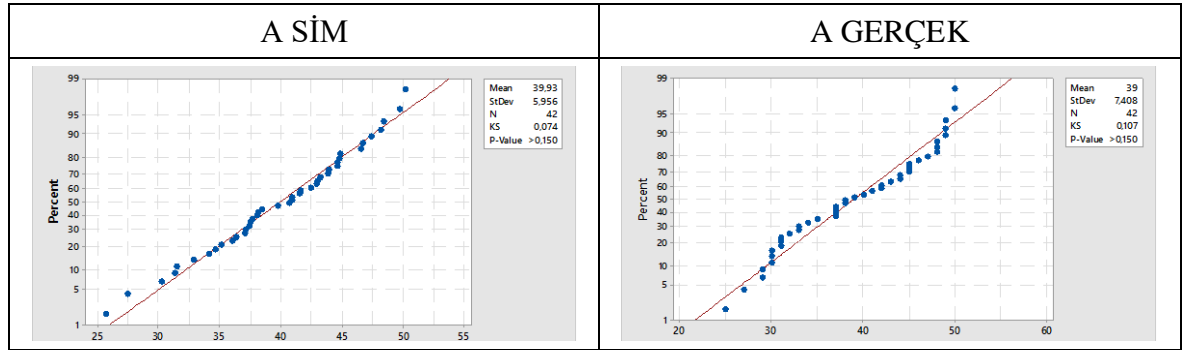 A SİM
A GERÇEK
99
95
90
80
70
60
50
40
30
20
10
5
1
Percent
25 30 35 40 45 50 55
Mean 39,93
StDev 5,956
N 42
KS 0,074
P-Value >0,150
99
95
90
80
70
60
50
40
30
20
10
5
1
Percent
20 30 40 50 60
Mean 39
StDev 7,408
N 42
KS 0,107
P-Value >0,150